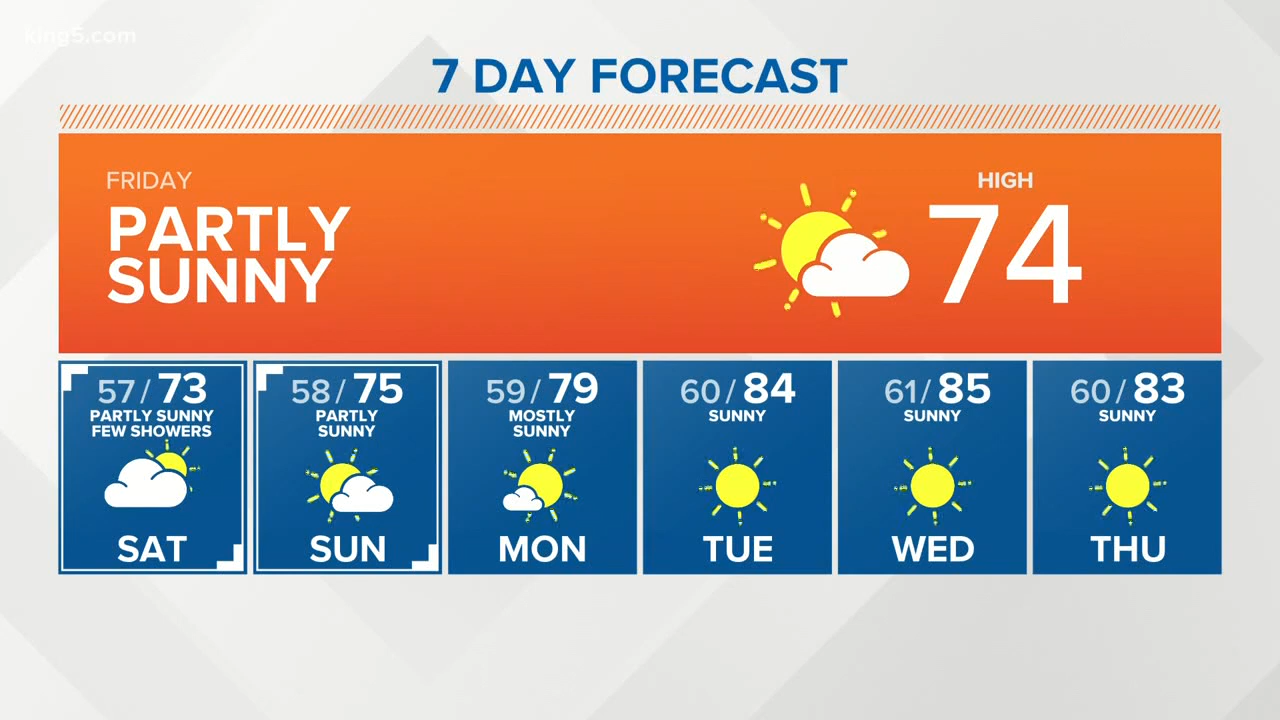 king5.com
7 DAY FORECAST
FRIDAY
PARTLY
SUNNY
HIGH
74
57/73
PARTLY SUNNY
FEW SHOWERS
SAT
58/75
PARTLY
SUNNY
SUN
59/79
MOSTLY
SUNNY
MON
60/84
SUNNY
TUE
61/85
SUNNY
WED
60/83
SUNNY
THU